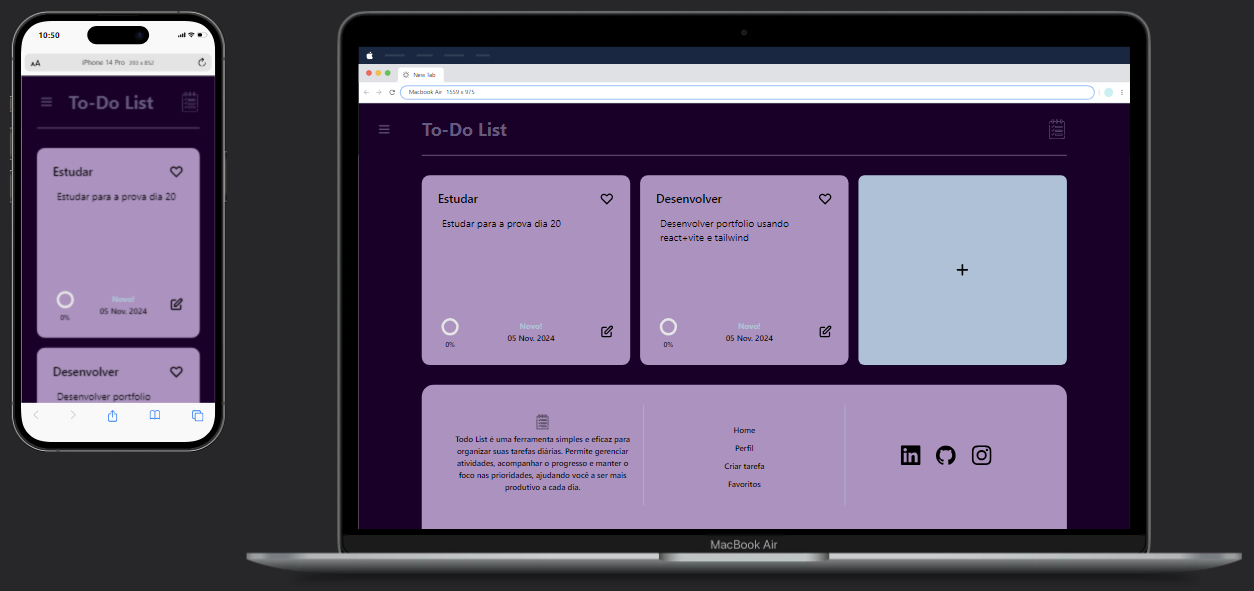 10:50
AA iPhone 14 Pro 393 x 852
To-Do List
Estudar
Estudar para a prova dia 20
Novo!
0% 05 Nov. 2024
Desenvolver
Desenvolver portfolio
New Tab
Macbook Air 1559 x 975
To-Do List
Estudar
Estudar para a prova dia 20
Novo!
05 Nov. 2024
0%
Desenvolver
Desenvolver portfolio usando
react+vite e tailwind
Novo!
05 Nov. 2024
0%
+
Todo List é uma ferramenta simples e eficaz para
organizar suas tarefas diárias. Permite gerenciar
atividades, acompanhar o progresso e manter o
foco nas prioridades, ajudando você a ser mais
produtivo a cada dia.
Home
Perfil
Criar tarefa
Favoritos
in
MacBook Air